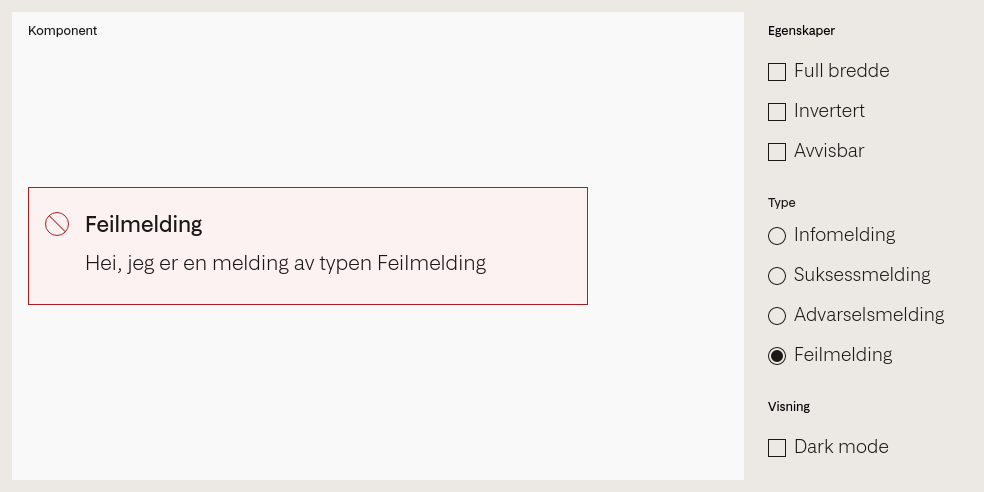 Komponent
Feilmelding
Hei, jeg er en melding av typen Feilmelding
Egenskaper
Full bredde
Invertert
Avvisbar
Type
Infomelding
Suksessmelding
Advarselsmelding
Feilmelding
Visning
Dark mode